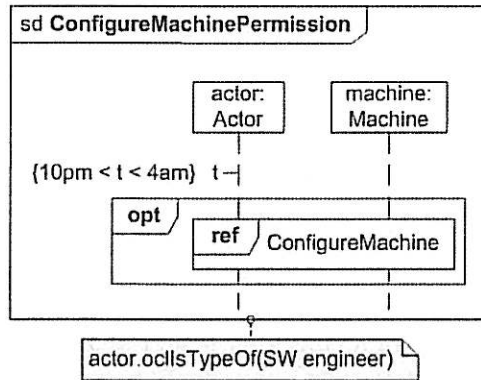 sd ConfigureMachinePermission
actor:
Actor
machine:
Machine
{10pm < t < 4am} t
opt
ref
ConfigureMachine
actor.oclIsTypeOf(SW engineer)